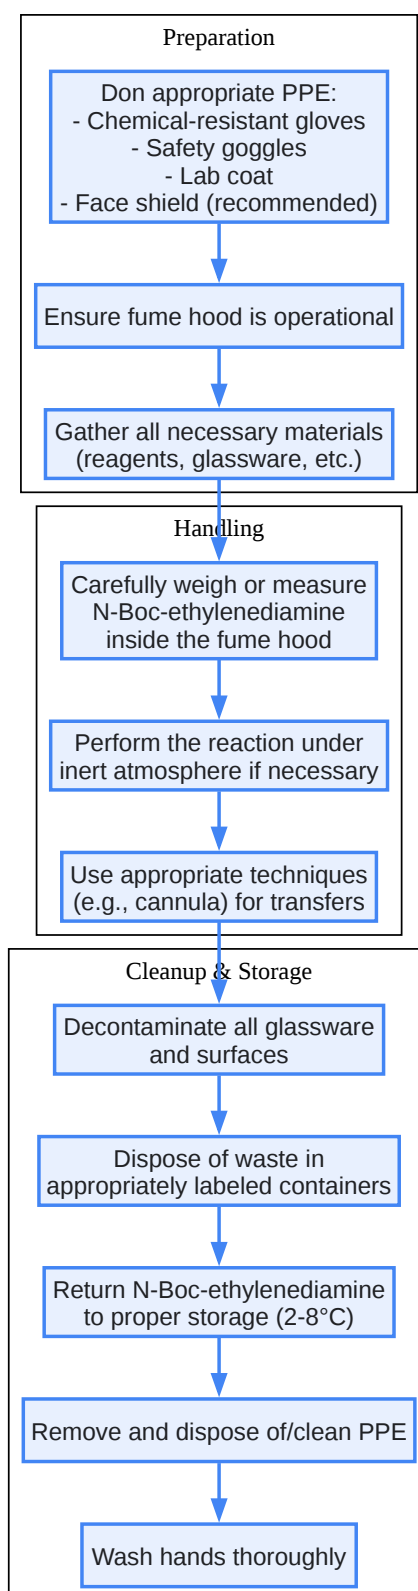 Preparation
Don appropriate PPE:
- Chemical-resistant gloves
- Safety goggles
- Lab coat
- Face shield (recommended)
Ensure fume hood is operational
Gather all necessary materials
(reagents, glassware, etc.)
Handling
Carefully weigh or measure
N-Boc-ethylenediamine
inside the fume hood
Perform the reaction under
inert atmosphere if necessary
Use appropriate techniques
(e.g., cannula) for transfers
Cleanup & Storage
Decontaminate all glassware
and surfaces
Dispose of waste in
appropriately labeled containers
Return N-Boc-ethylenediamine
to proper storage (2-8°C)
Remove and dispose of/clean PPE
Wash hands thoroughly